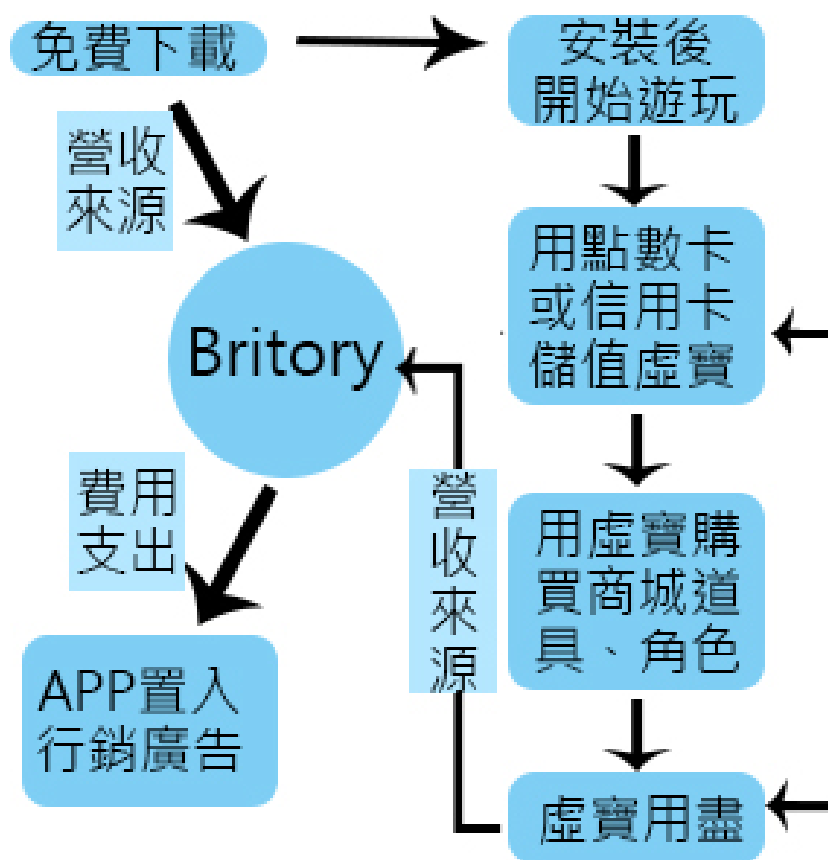 免費下載
安裝後
開始遊玩
營收
來源
用點數卡
或信用卡
儲值虛寶
Britory
費用
支出
營
收
來
源
用虛寶購
買商城道
具、角色
APP置入
行銷廣告
虛寶用盡